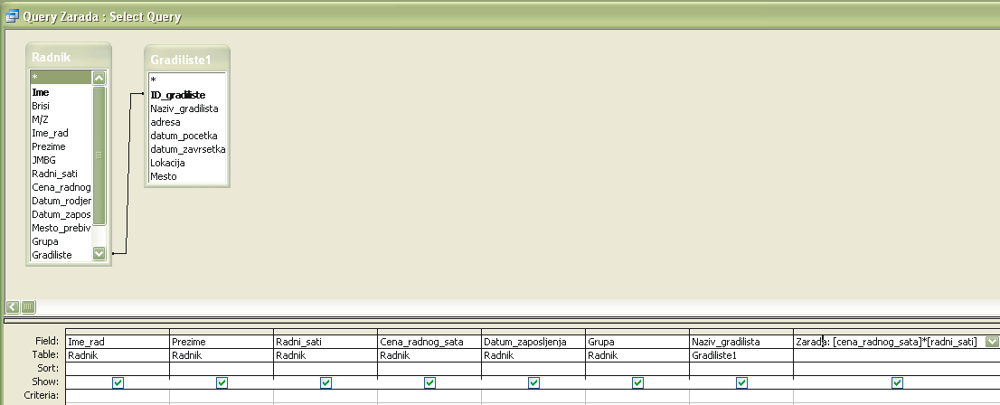 Query Zarada : Select Query
Radnik
*
Ime
Brisi
M/Z
Ime_rad
Prezime
JMBG
Radni_sati
Cena_radnog
Datum_rodjer
Datum_zapos
Mesto_prebiv
Grupa
Gradiliste
Gradiliste1
*
ID_gradiliste
Naziv_gradilista
adresa
datum_pocetka
datum_zavrsetka
Lokacija
Mesto
Field: Ime_rad Prezime Radni_sati Cena_radnog_sata Datum_zaposljenja Grupa Naziv_gradilista Zarada: [cena_radnog_sata]*[radni_sati]
Table: Radnik Radnik Radnik Radnik Radnik Radnik Gradiliste1
Sort:
Show:
Criteria: